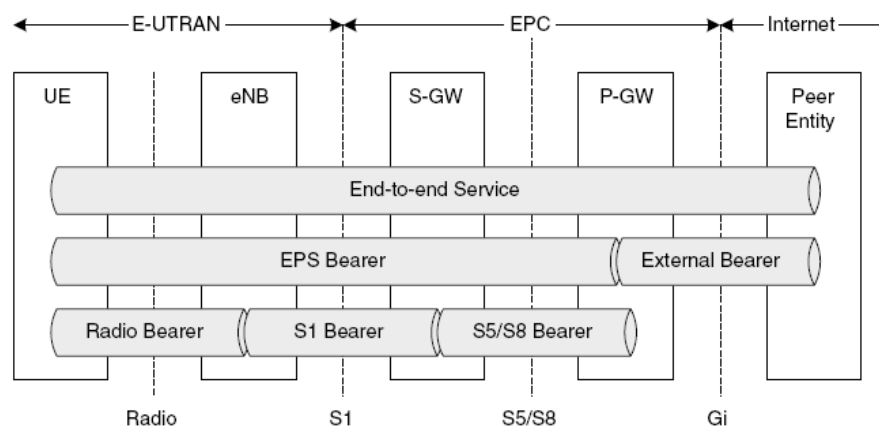 E-UTRAN
EPC
Internet
UE
eNB
S-GW
P-GW
Peer
Entity
End-to-end Service
EPS Bearer
External Bearer
Radio Bearer
S1 Bearer
S5/S8 Bearer
Radio
S1
S5/S8
Gi